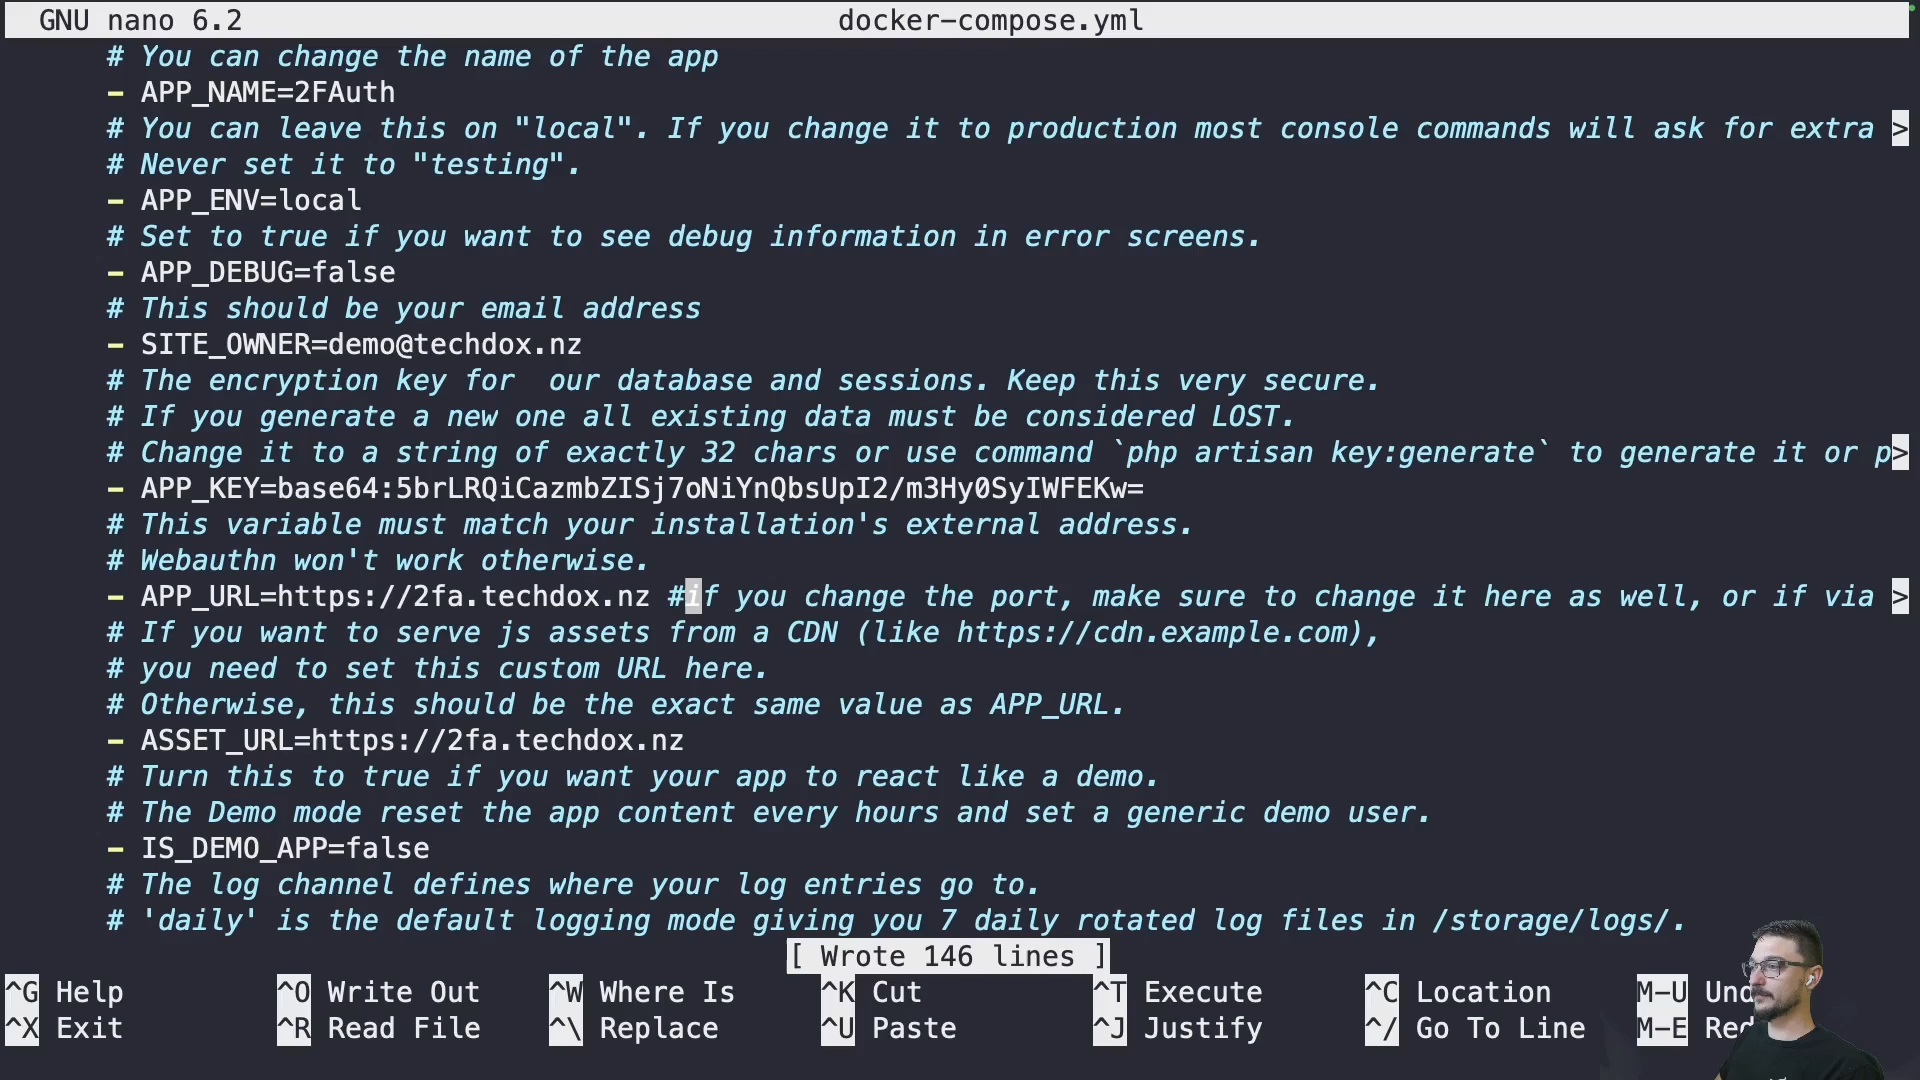 GNU nano 6.2 docker-compose.yml
# You can change the name of the app
- APP_NAME=2FAuth
# You can leave this on "local". If you change it to production most console commands will ask for extra >
# Never set it to "testing".
- APP_ENV=local
# Set to true if you want to see debug information in error screens.
- APP_DEBUG=false
# This should be your email address
- SITE_OWNER=demo@techdox.nz
# The encryption key for  our database and sessions. Keep this very secure.
# If you generate a new one all existing data must be considered LOST.
# Change it to a string of exactly 32 chars or use command `php artisan key:generate` to generate it or p>
- APP_KEY=base64:5brLRQiCazmbZISj7oNiYnQbsUpI2/m3Hy0SyIWFEKw=
# This variable must match your installation's external address.
# Webauthn won't work otherwise.
- APP_URL=https://2fa.techdox.nz #if you change the port, make sure to change it here as well, or if via >
# If you want to serve js assets from a CDN (like https://cdn.example.com),
# you need to set this custom URL here.
# Otherwise, this should be the exact same value as APP_URL.
- ASSET_URL=https://2fa.techdox.nz
# Turn this to true if you want your app to react like a demo.
# The Demo mode reset the app content every hours and set a generic demo user.
- IS_DEMO_APP=false
# The log channel defines where your log entries go to.
# 'daily' is the default logging mode giving you 7 daily rotated log files in /storage/logs/.
[ Wrote 146 lines ]
^G Help ^O Write Out ^W Where Is ^K Cut ^T Execute ^C Location M-U Und
^X Exit ^R Read File ^\ Replace ^U Paste ^J Justify ^/ Go To Line M-E Red